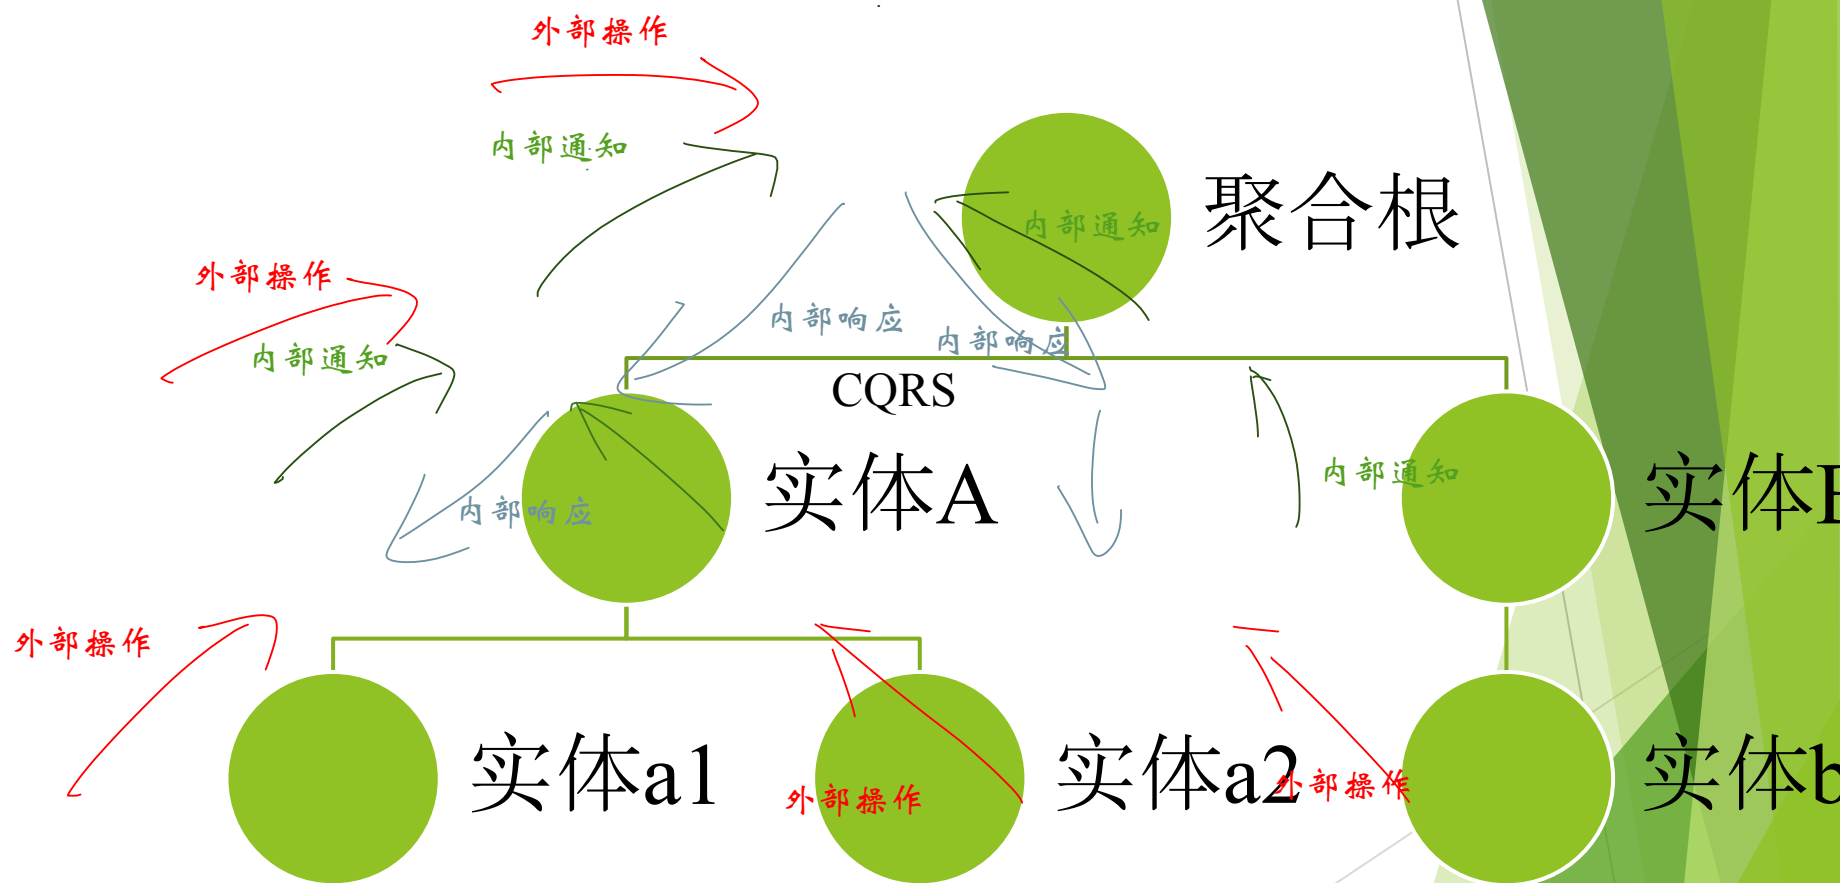 外部操作
内部通知
聚合根
内部通知
外部操作
内部响应
内部响应
内部通知
CQRS
实体A
内部通知
实体B
内部响应
外部操作
实体a1
外部操作
实体a2
外部操作
实体b